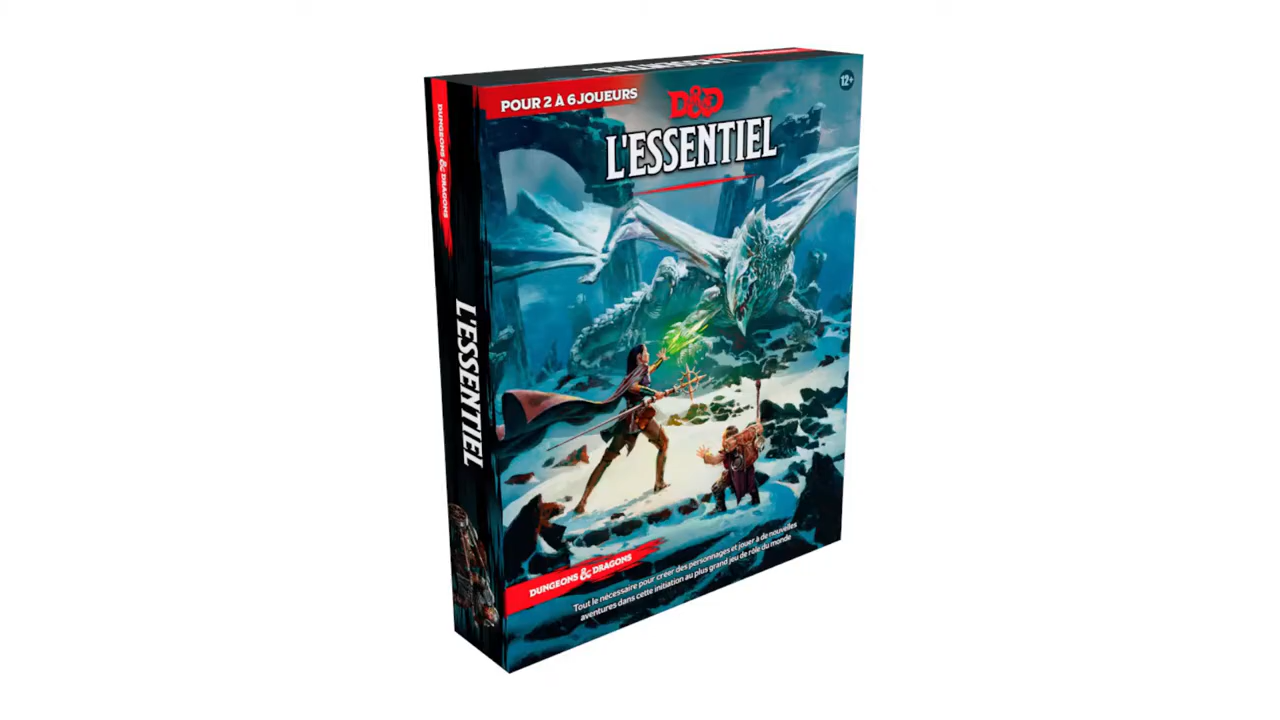 L'ESSENTIEL
POUR 2 À 6 JOUEURS
12+
D&D
L'ESSENTIEL
DUNGEONS & DRAGONS
L'ESSENTIEL
DUNGEONS & DRAGONS
Tout le nécessaire pour créer des personnages et jouer à de nouvelles
aventures dans cette initiation au plus grand jeu de rôle du monde